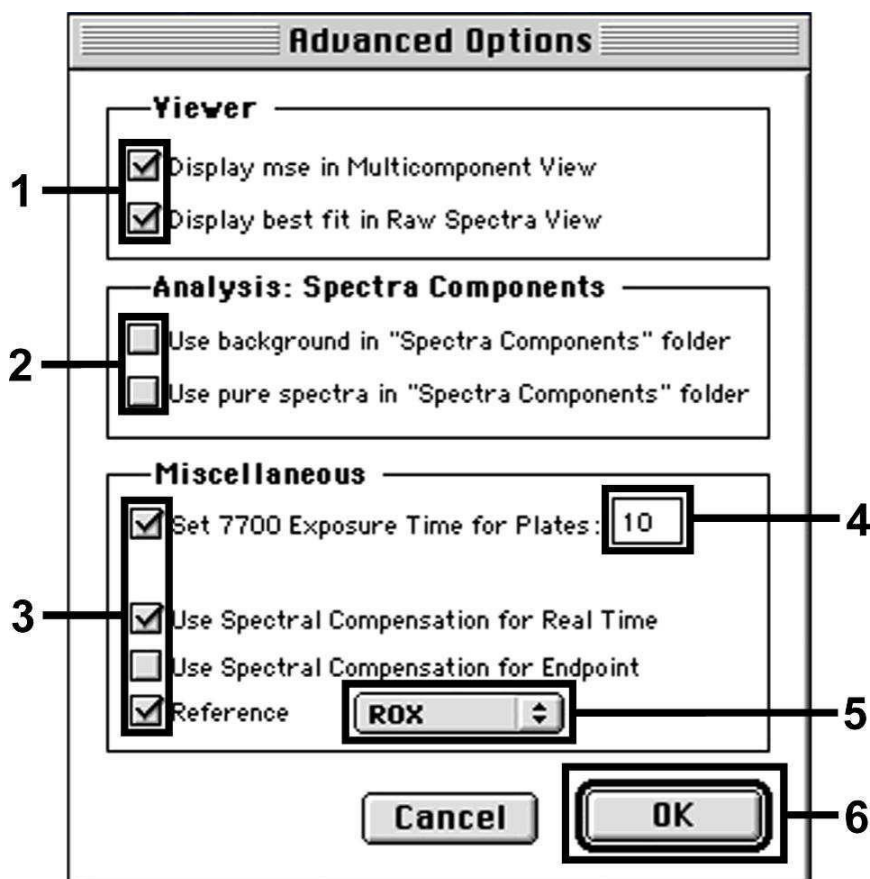 Advanced Options
Viewer
1
Display mse in Multicomponent View
Display best fit in Raw Spectra View
Analysis: Spectra Components
2
Use background in "Spectra Components" folder
Use pure spectra in "Spectra Components" folder
Miscellaneous
Set 7700 Exposure Time for Plates: 10
4
3
Use Spectral Compensation for Real Time
Use Spectral Compensation for Endpoint
Reference ROX
5
Cancel OK
6